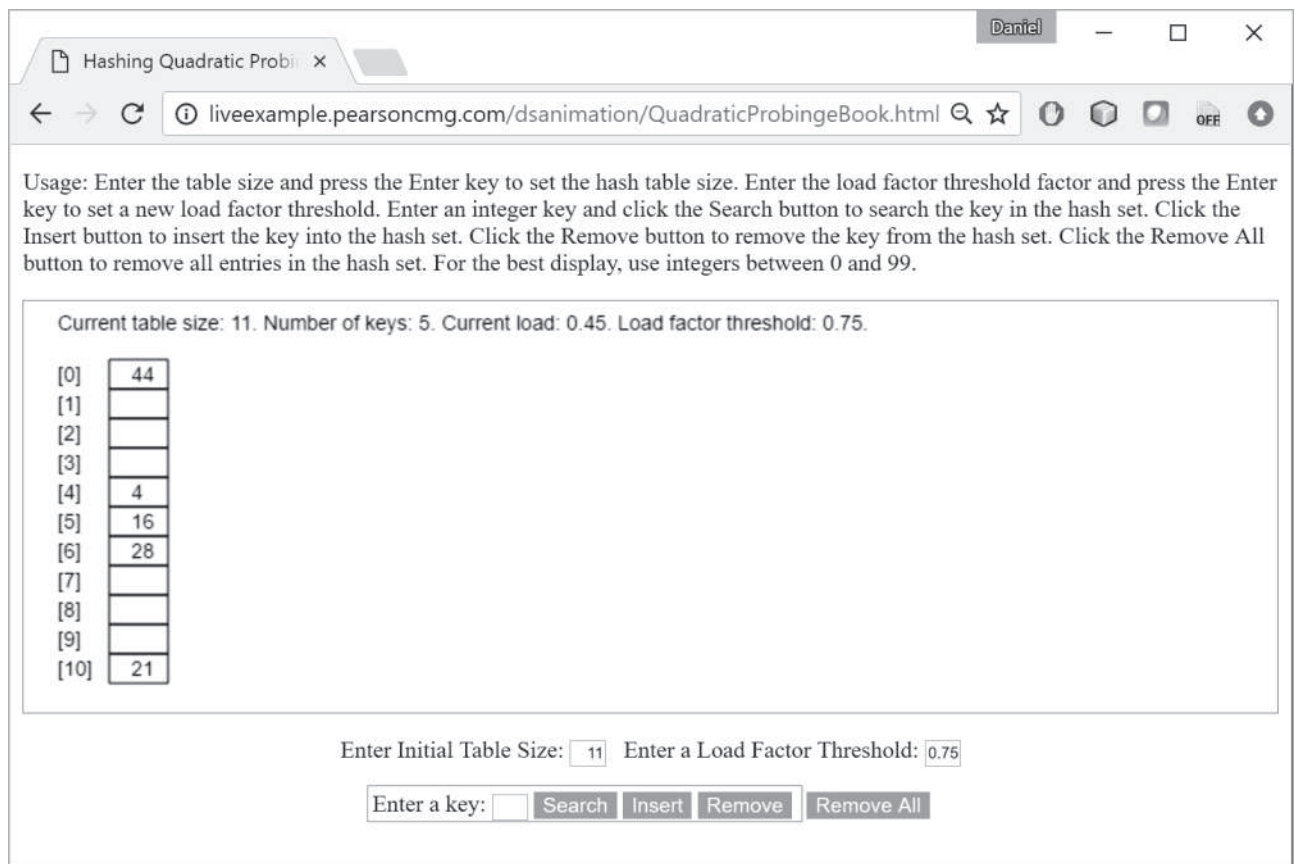 Daniel
Hashing Quadratic Probi
liveexample.pearsoncmg.com/dsanimation/QuadraticProbingeBook.html
OFF
Usage: Enter the table size and press the Enter key to set the hash table size. Enter the load factor threshold factor and press the Enter
key to set a new load factor threshold. Enter an integer key and click the Search button to search the key in the hash set. Click the
Insert button to insert the key into the hash set. Click the Remove button to remove the key from the hash set. Click the Remove All
button to remove all entries in the hash set. For the best display, use integers between 0 and 99.
Current table size: 11. Number of keys: 5. Current load: 0.45. Load factor threshold: 0.75.
[0] 44
[1]
[2]
[3]
[4] 4
[5] 16
[6] 28
[7]
[8]
[9]
[10] 21
Enter Initial Table Size: 11 Enter a Load Factor Threshold: 0.75
Enter a key: Search Insert Remove Remove All